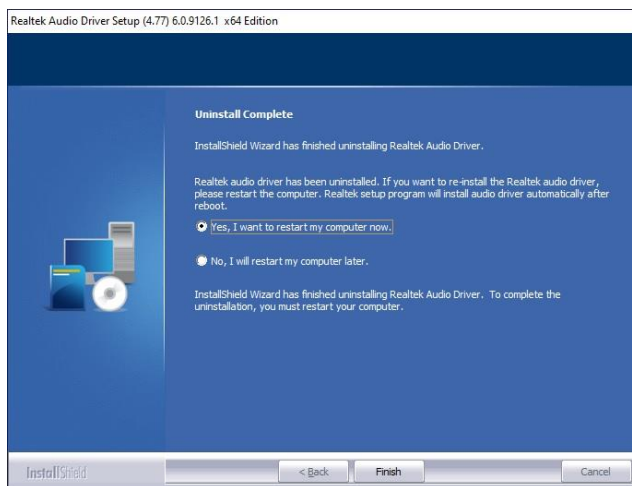 Realtek Audio Driver Setup (4.77) 6.0.9126.1 x64 Edition
Uninstall Complete
InstallShield Wizard has finished uninstalling Realtek Audio Driver.
Realtek audio driver has been uninstalled. If you want to re-install the Realtek audio driver,
please restart the computer. Realtek setup program will install audio driver automatically after
reboot.
Yes, I want to restart my computer now.
No, I will restart my computer later.
InstallShield Wizard has finished uninstalling Realtek Audio Driver. To complete the
uninstallation, you must restart your computer.
InstallShield
< Back
Finish
Cancel